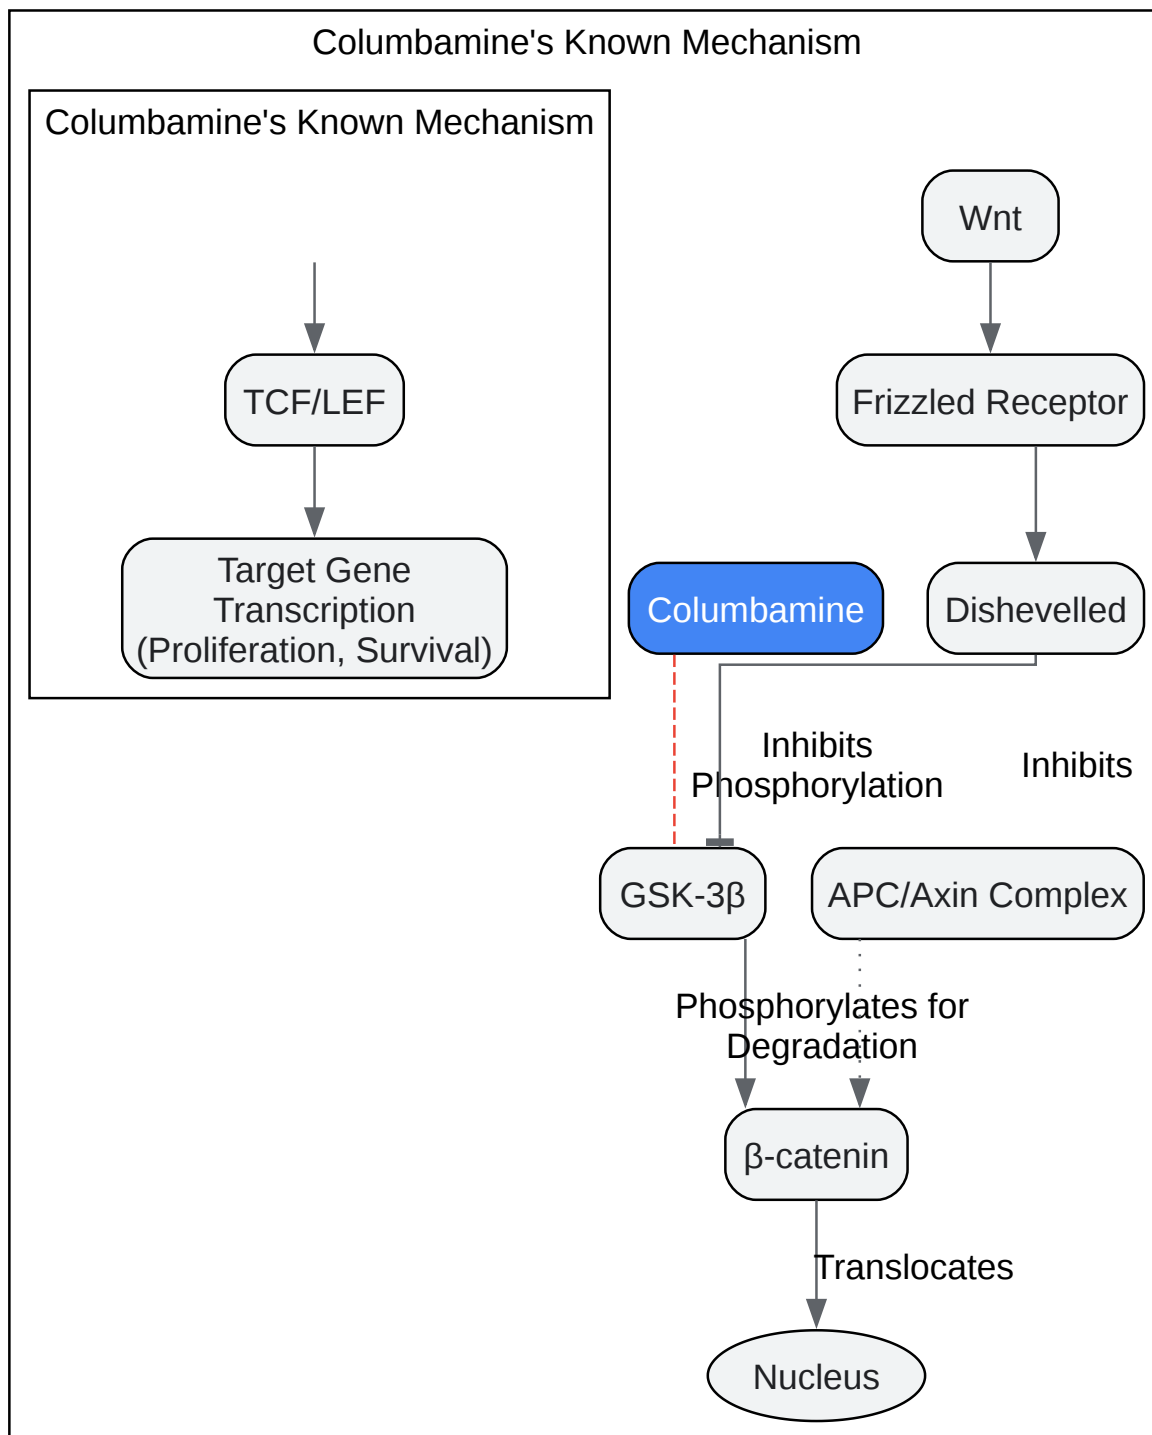 Columbamine's Known Mechanism
Columbamine's Known Mechanism
Wnt
TCF/LEF
Frizzled Receptor
Target Gene
Transcription
(Proliferation, Survival)
Columbamine
Dishevelled
Inhibits
Phosphorylation
Inhibits
GSK-3β
APC/Axin Complex
Phosphorylates for
Degradation
β-catenin
Translocates
Nucleus